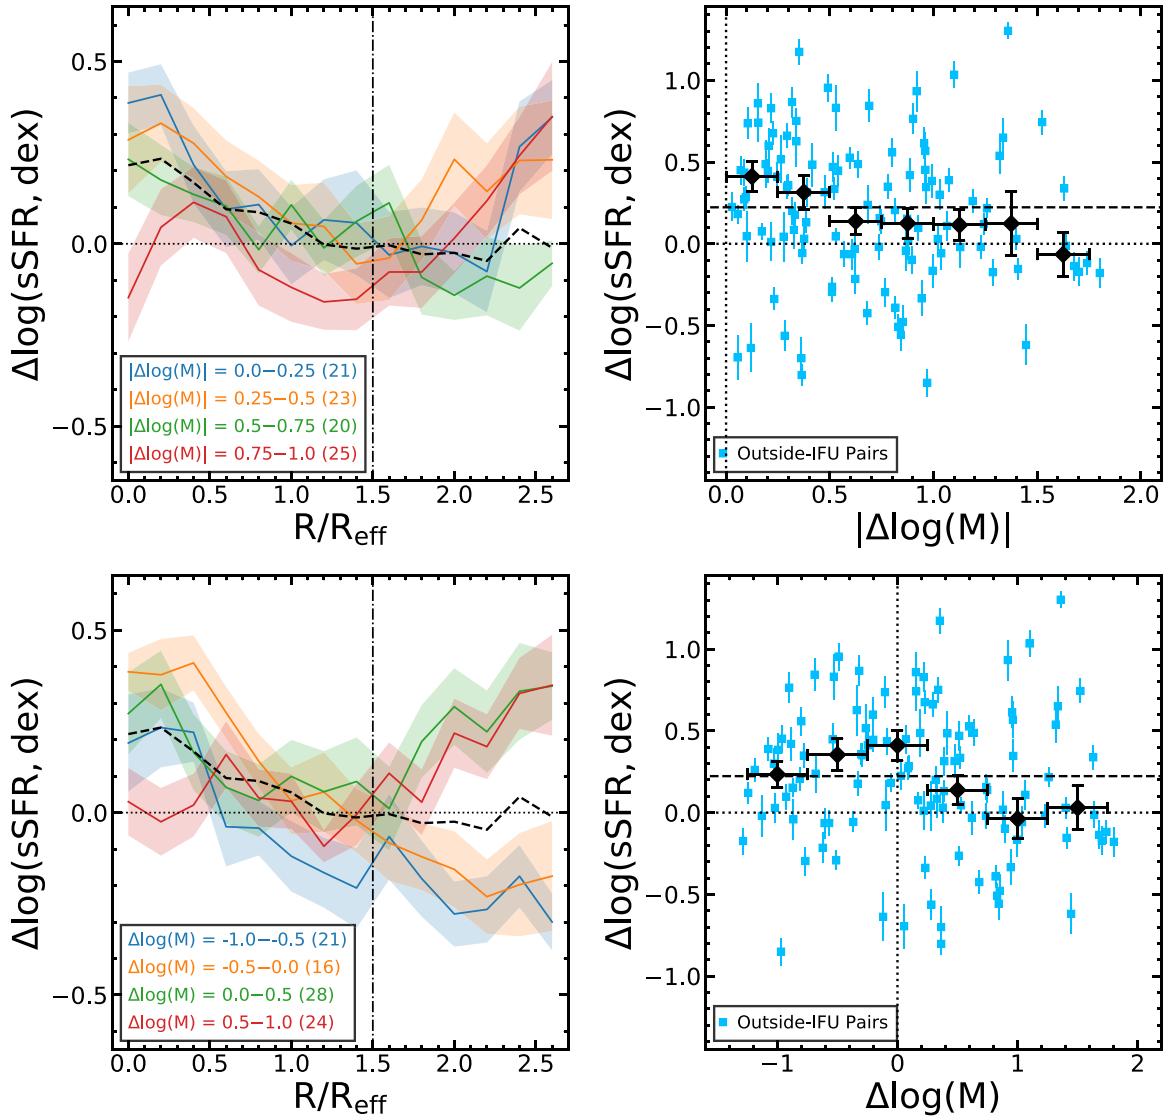 0.5
0.0
−0.5
Δlog(sSFR, dex)
|Δlog(M)| = 0.0−0.25 (21)
|Δlog(M)| = 0.25−0.5 (23)
|Δlog(M)| = 0.5−0.75 (20)
|Δlog(M)| = 0.75−1.0 (25)
0.0 0.5 1.0 1.5 2.0 2.5
R/Reff
1.0
0.5
0.0
−0.5
−1.0
Δlog(sSFR, dex)
Outside-IFU Pairs
0.0 0.5 1.0 1.5 2.0
|Δlog(M)|
0.5
0.0
−0.5
Δlog(sSFR, dex)
Δlog(M) = -1.0−-0.5 (21)
Δlog(M) = -0.5−0.0 (16)
Δlog(M) = 0.0−0.5 (28)
Δlog(M) = 0.5−1.0 (24)
0.0 0.5 1.0 1.5 2.0 2.5
R/Reff
1.0
0.5
0.0
−0.5
−1.0
Δlog(sSFR, dex)
Outside-IFU Pairs
−1 0 1 2
Δlog(M)